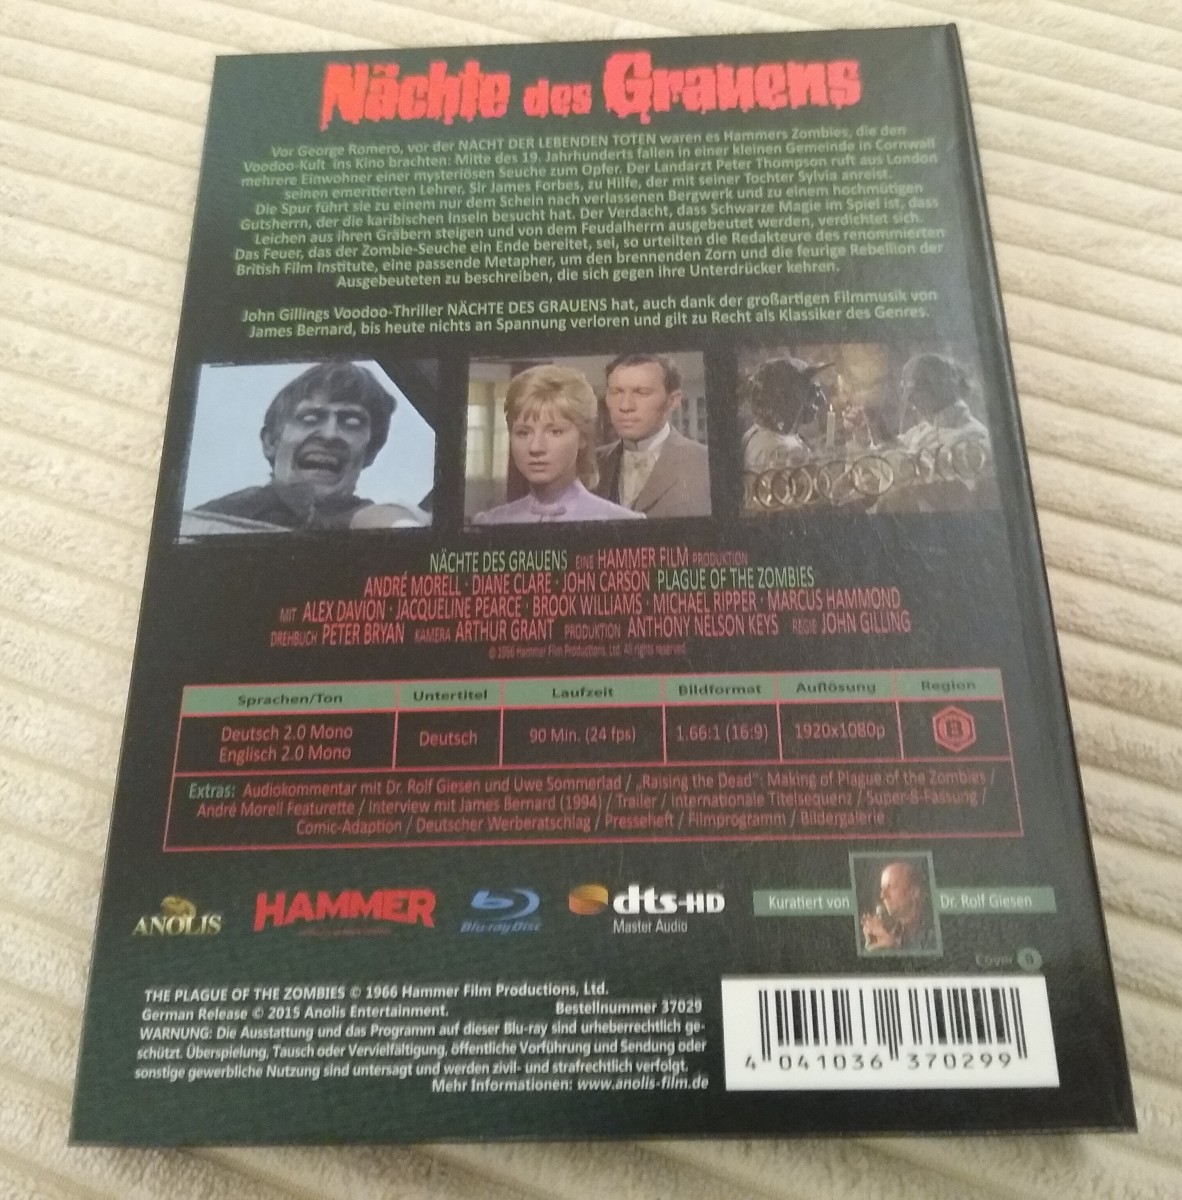 Nächte des Grauens
Vor George Romero, vor der NACHT DER LEBENDEN TOTEN waren es Hammers Zombies, die den
Voodoo-Kult ins Kino brachten: Mitte des 19. Jahrhunderts fallen in einer kleinen Gemeinde in Cornwall
mehrere Einwohner einer mysteriösen Seuche zum Opfer. Der Landarzt Peter Thompson ruft aus London
seinen emeritierten Lehrer, Sir James Forbes, zu Hilfe, der mit seiner Tochter Sylvia anreist.
Die Spur führt sie zu einem nur dem Schein nach verlassenen Bergwerk und zu einem hochmütigen
Gutsherrn, der die karibischen Inseln besucht hat. Der Verdacht, dass Schwarze Magie im Spiel ist, dass
Leichen aus ihren Gräbern steigen und von dem Feudalherrn ausgebeutet werden, verdichtet sich.
Das Feuer, das der Zombie-Seuche ein Ende bereitet, sei, so urteilten die Redakteure des renommierten
British Film Institute, eine passende Metapher, um den brennenden Zorn und die feurige Rebellion der
Ausgebeuteten zu beschreiben, die sich gegen ihre Unterdrücker kehren.
John Gillings Voodoo-Thriller NÄCHTE DES GRAUENS hat, auch dank der großartigen Filmmusik von
James Bernard, bis heute nichts an Spannung verloren und gilt zu Recht als Klassiker des Genres.
NÄCHTE DES GRAUENS EINE HAMMER FILM PRODUKTION
ANDRÉ MORELL · DIANE CLARE · JOHN CARSON PLAGUE OF THE ZOMBIES
MIT ALEX DAVION · JACQUELINE PEARCE · BROOK WILLIAMS · MICHAEL RIPPER · MARCUS HAMMOND
DREHBUCH PETER BRYAN KAMERA ARTHUR GRANT PRODUKTION ANTHONY NELSON KEYS REGIE JOHN GILLING
© 1966 Hammer Film Productions, Ltd. All rights reserved.
Sprachen/Ton Untertitel Laufzeit Bildformat Auflösung Region
Deutsch 2.0 Mono
Englisch 2.0 Mono
Deutsch 90 Min. (24 fps) 1.66:1 (16:9) 1920x1080p B
Extras: Audiokommentar mit Dr. Rolf Giesen und Uwe Sommerlad / „Raising the Dead“: Making of Plague of the Zombies /
André Morell Featurette / Interview mit James Bernard (1994) / Trailer / Internationale Titelsequenz / Super-8-Fassung /
Comic-Adaption / Deutscher Werberatschlag / Presseheft / Filmprogramm / Bildergalerie
ANOLIS HAMMER Blu-ray Disc dts-HD
Master Audio
Kuratiert von Dr. Rolf Giesen
Cover B
THE PLAGUE OF THE ZOMBIES © 1966 Hammer Film Productions, Ltd.
German Release © 2015 Anolis Entertainment. Bestellnummer 37029
WARNUNG: Die Ausstattung und das Programm auf dieser Blu-ray sind urheberrechtlich ge-
schützt. Überspielung, Tausch oder Vervielfältigung, öffentliche Vorführung und Sendung oder
sonstige gewerbliche Nutzung sind untersagt und werden zivil- und strafrechtlich verfolgt.
Mehr Informationen: www.anolis-film.de
4 041036 370299